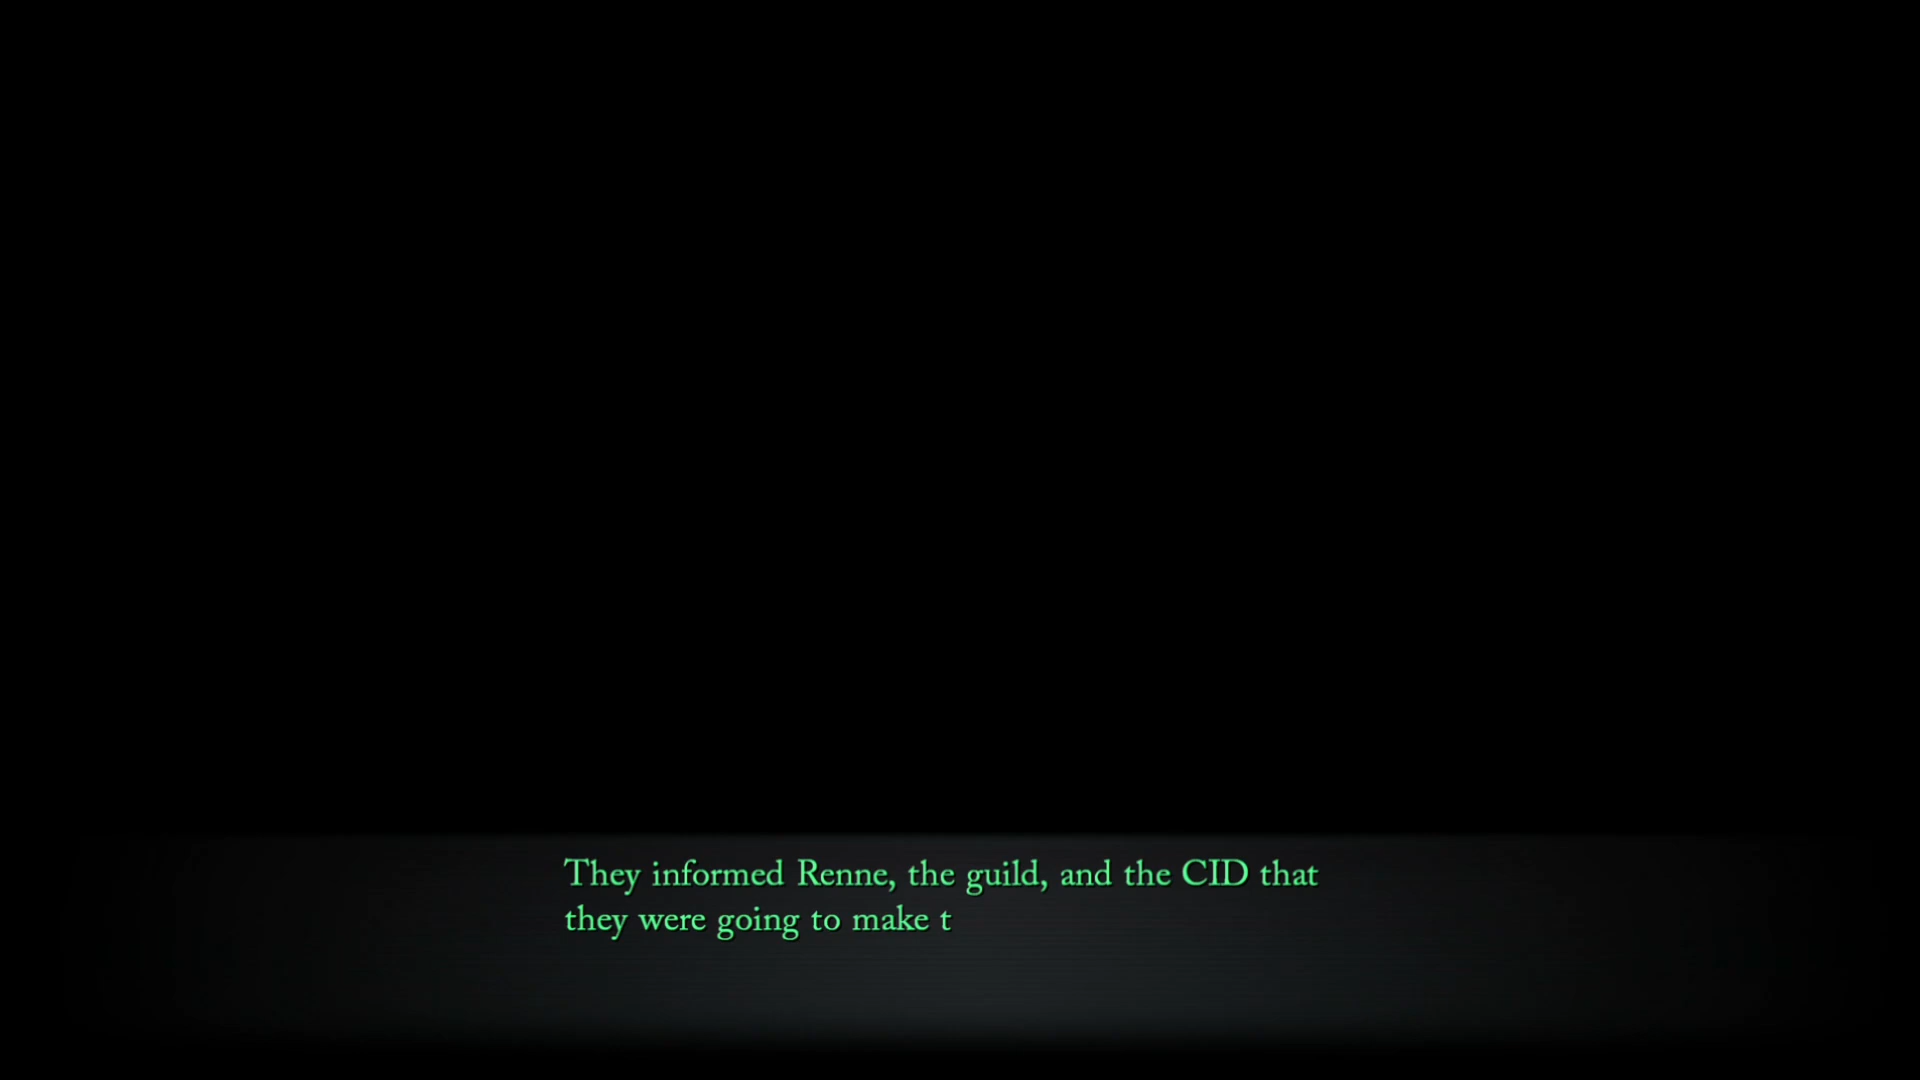 They informed Renne, the guild, and the CID that
they were going to make t